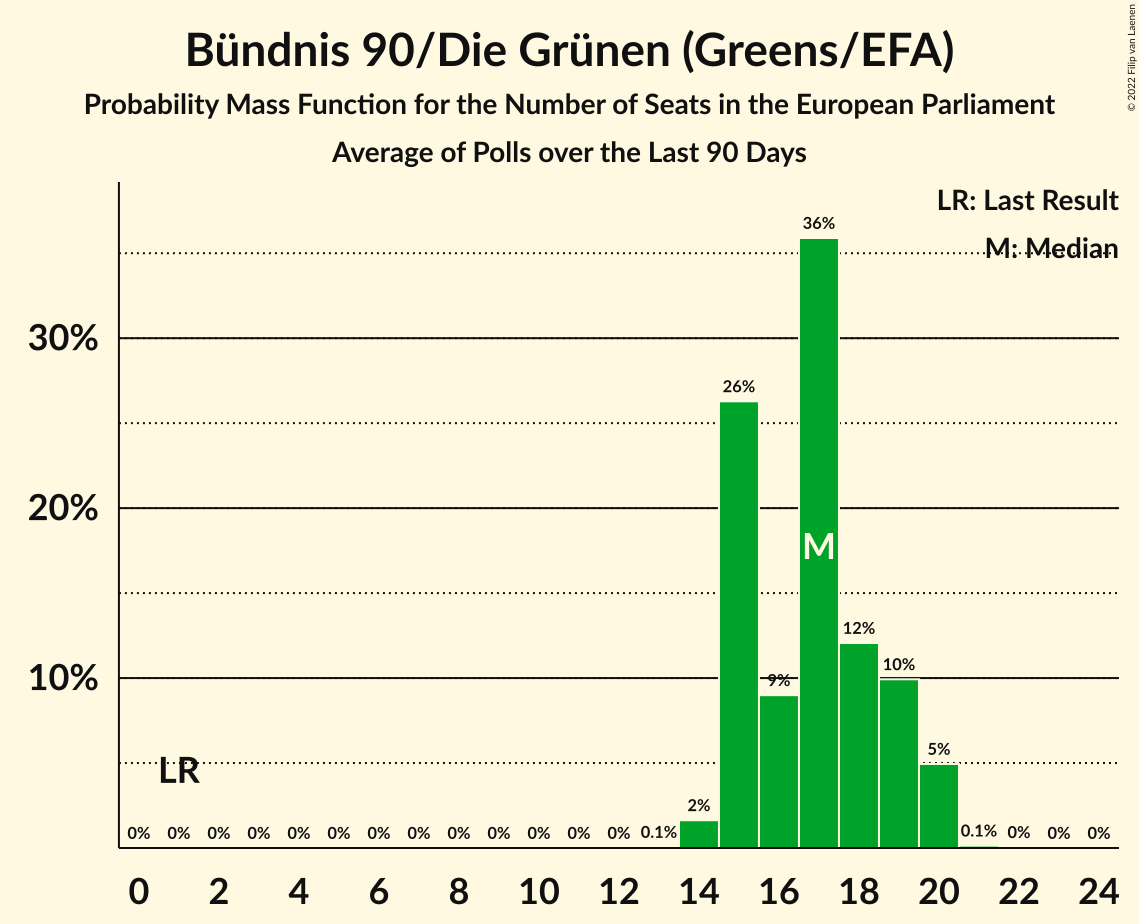 Bündnis 90/Die Grünen (Greens/EFA)
Probability Mass Function for the Number of Seats in the European Parliament
Average of Polls over the Last 90 Days
© 2022 Filip van Laenen
LR: Last Result
M: Median
36%
30%
26%
20%
M
12%
10%
10%
9%
LR
5%
2%
0% 0% 0% 0% 0% 0% 0% 0% 0% 0% 0% 0% 0% 0.1% 0.1% 0% 0% 0%
0 2 4 6 8 10 12 14 16 18 20 22 24